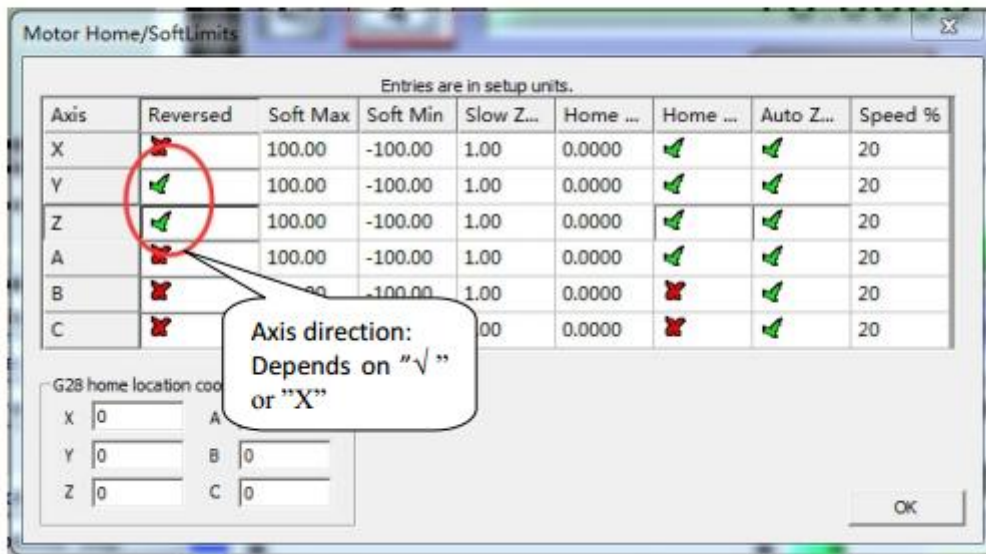 Motor Home/SoftLimits
Entries are in setup units.
Axis Reversed Soft Max Soft Min Slow Z... Home ... Home ... Auto Z... Speed %
X 100.00 -100.00 1.00 0.0000 20
Y 100.00 -100.00 1.00 0.0000 20
Z 100.00 -100.00 1.00 0.0000 20
A 100.00 -100.00 1.00 0.0000 20
B -100.00 1.00 0.0000 20
C 0.0000 20
Axis direction:
Depends on "√ ”
or ”X”
G28 home location
X 0 A
Y 0 B 0
Z 0 C 0
OK